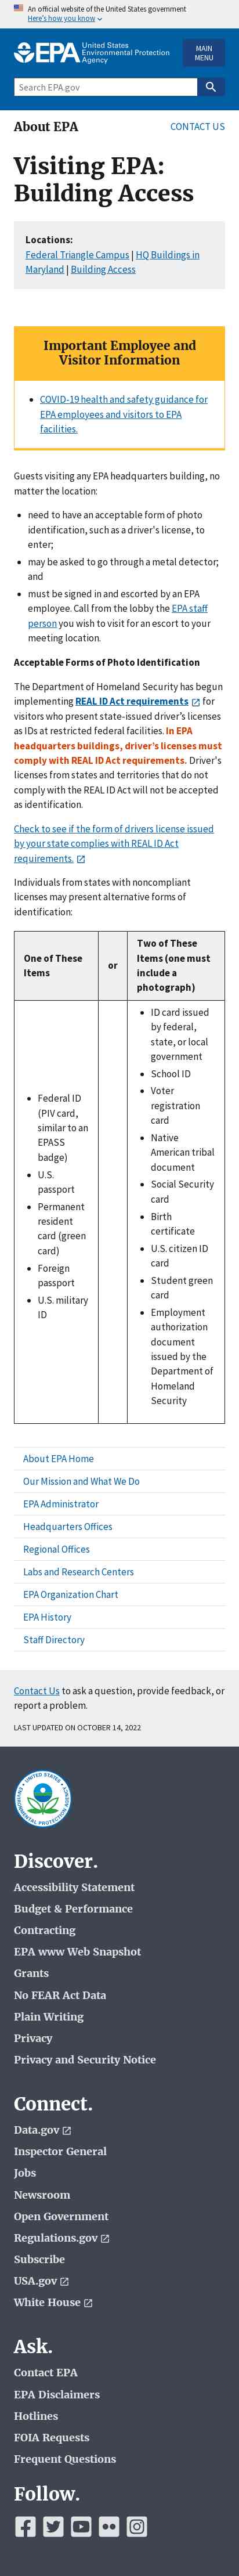 An official website of the United States government
Here's how you know
EPA United States
Environmental Protection
Agency
MAIN
MENU
Search EPA.gov
About EPA
CONTACT US
Visiting EPA:
Building Access
Locations:
Federal Triangle Campus | HQ Buildings in
Maryland | Building Access
Important Employee and
Visitor Information
COVID-19 health and safety guidance for
EPA employees and visitors to EPA
facilities.
Guests visiting any EPA headquarters building, no
matter the location:
need to have an acceptable form of photo
identification, such as a driver's license, to
enter;
may be asked to go through a metal detector;
and
must be signed in and escorted by an EPA
employee. Call from the lobby the EPA staff
person you wish to visit for an escort to your
meeting location.
Acceptable Forms of Photo Identification
The Department of Homeland Security has begun
implementing REAL ID Act requirements for
visitors who present state-issued driver's licenses
as IDs at restricted federal facilities. In EPA
headquarters buildings, driver's licenses must
comply with REAL ID Act requirements. Driver's
licenses from states and territories that do not
comply with the REAL ID Act will not be accepted
as identification.
Check to see if the form of drivers license issued
by your state complies with REAL ID Act
requirements.
Individuals from states with noncompliant
licenses may present alternative forms of
identification:
One of These
Items
or
Two of These
Items (one must
include a
photograph)
Federal ID
(PIV card,
similar to an
EPASS
badge)
U.S.
passport
Permanent
resident
card (green
card)
Foreign
passport
U.S. military
ID
ID card issued
by federal,
state, or local
government
School ID
Voter
registration
card
Native
American tribal
document
Social Security
card
Birth
certificate
U.S. citizen ID
card
Student green
card
Employment
authorization
document
issued by the
Department of
Homeland
Security
About EPA Home
Our Mission and What We Do
EPA Administrator
Headquarters Offices
Regional Offices
Labs and Research Centers
EPA Organization Chart
EPA History
Staff Directory
Contact Us to ask a question, provide feedback, or
report a problem.
LAST UPDATED ON OCTOBER 14, 2022
UNITED STATES
ENVIRONMENTAL PROTECTION AGENCY
Discover.
Accessibility Statement
Budget & Performance
Contracting
EPA www Web Snapshot
Grants
No FEAR Act Data
Plain Writing
Privacy
Privacy and Security Notice
Connect.
Data.gov
Inspector General
Jobs
Newsroom
Open Government
Regulations.gov
Subscribe
USA.gov
White House
Ask.
Contact EPA
EPA Disclaimers
Hotlines
FOIA Requests
Frequent Questions
Follow.